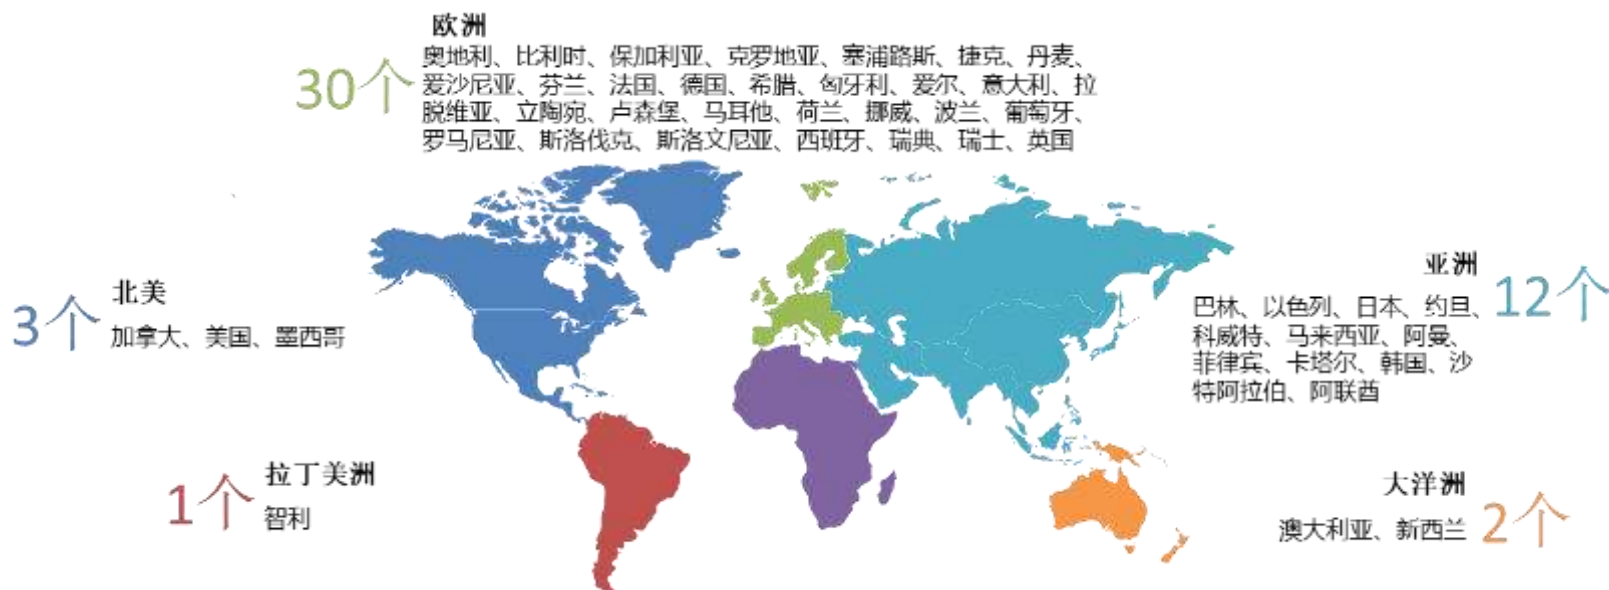 欧洲
30个
奥地利、比利时、保加利亚、克罗地亚、塞浦路斯、捷克、丹麦、
爱沙尼亚、芬兰、法国、德国、希腊、匈牙利、爱尔、意大利、拉
脱维亚、立陶宛、卢森堡、马耳他、荷兰、挪威、波兰、葡萄牙、
罗马尼亚、斯洛伐克、斯洛文尼亚、西班牙、瑞典、瑞士、英国
北美
3个
加拿大、美国、墨西哥
亚洲
12个
巴林、以色列、日本、约旦、
科威特、马来西亚、阿曼、
菲律宾、卡塔尔、韩国、沙
特阿拉伯、阿联酋
拉丁美洲
1个
智利
大洋洲
2个
澳大利亚、新西兰